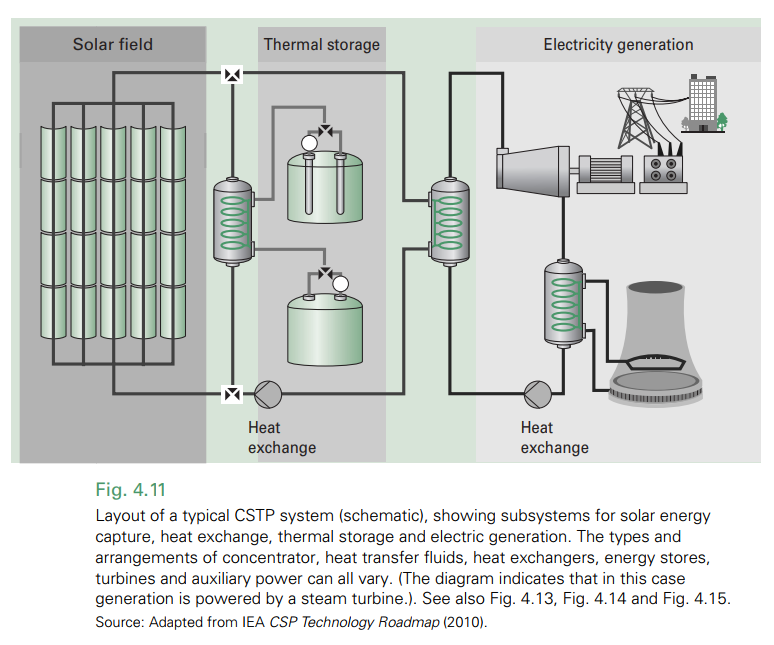 Solar field
Thermal storage
Electricity generation
Heat
exchange
Heat
exchange
Fig. 4.11
Layout of a typical CSTP system (schematic), showing subsystems for solar energy
capture, heat exchange, thermal storage and electric generation. The types and
arrangements of concentrator, heat transfer fluids, heat exchangers, energy stores,
turbines and auxiliary power can all vary. (The diagram indicates that in this case
generation is powered by a steam turbine.). See also Fig. 4.13, Fig. 4.14 and Fig. 4.15.
Source: Adapted from IEA CSP Technology Roadmap (2010).